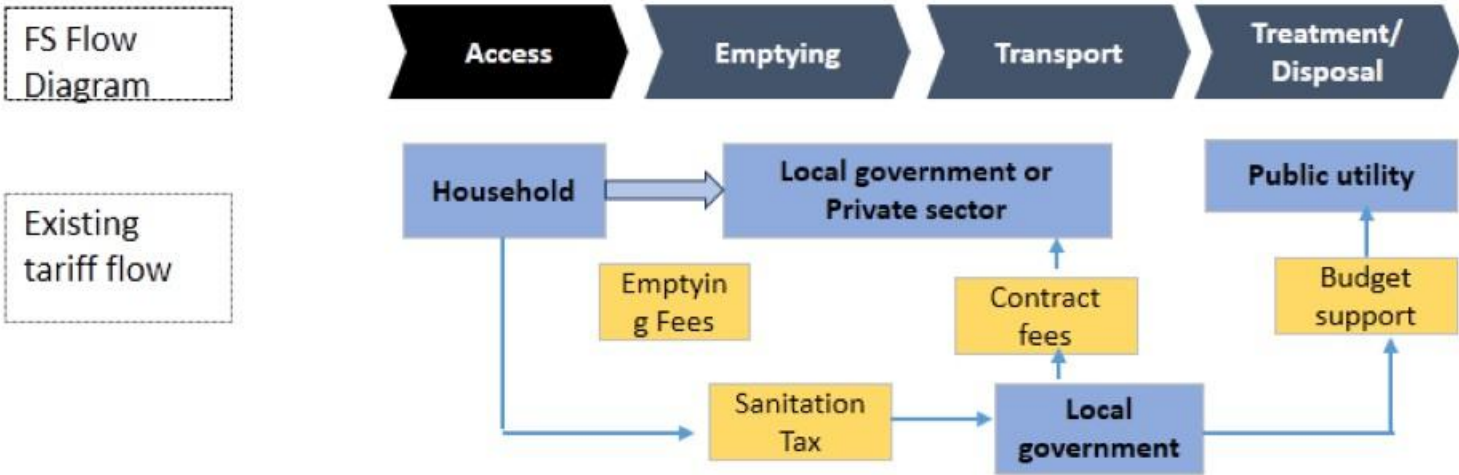 FS Flow
Diagram
Access
Emptying
Transport
Treatment/
Disposal
Existing
tariff flow
Household
Local government or
Private sector
Public utility
Emptyin
g Fees
Contract
fees
Budget
support
Sanitation
Tax
Local
government